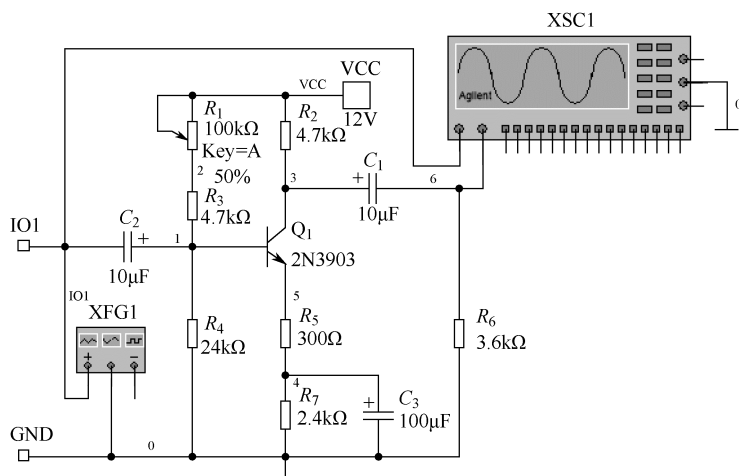 XSC1
Agilent
0
VCC
VCC
12V
R1
100kΩ
Key=A
50%
R2
4.7kΩ
2
3
C1
+
10μF
6
R3
4.7kΩ
IO1
C2
+
10μF
1
Q1
2N3903
IO1
XFG1
+
−
5
R4
24kΩ
R5
300Ω
R6
3.6kΩ
4
R7
2.4kΩ
+
C3
100μF
GND
0